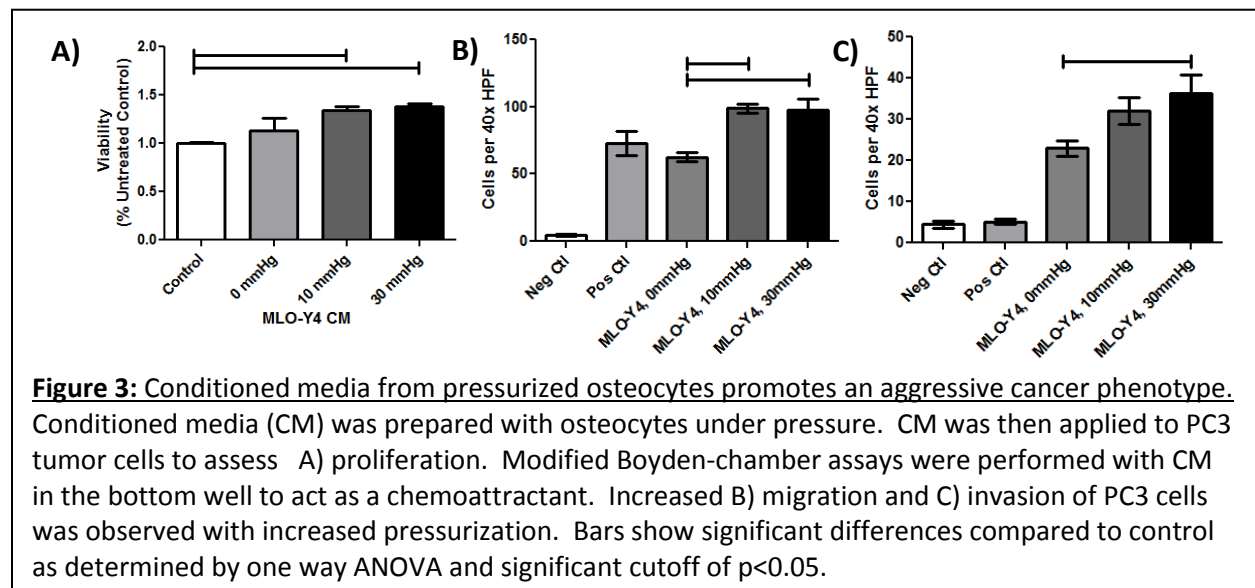 A)
Viability
(% Untreated Control)
2.0
1.5
1.0
0.5
0.0
Control
0 mmHg
10 mmHg
30 mmHg
MLO-Y4 CM
B)
Cells per 40x HPF
150
100
50
0
Neg Ctl
Pos Ctl
MLO-Y4, 0mmHg
MLO-Y4, 10mmHg
MLO-Y4, 30mmHg
C)
Cells per 40x HPF
50
40
30
20
10
0
Neg Ctl
Pos Ctl
MLO-Y4, 0mmHg
MLO-Y4, 10mmHg
MLO-Y4, 30mmHg
Figure 3: Conditioned media from pressurized osteocytes promotes an aggressive cancer phenotype.
Conditioned media (CM) was prepared with osteocytes under pressure. CM was then applied to PC3
tumor cells to assess A) proliferation. Modified Boyden-chamber assays were performed with CM
in the bottom well to act as a chemoattractant. Increased B) migration and C) invasion of PC3 cells
was observed with increased pressurization. Bars show significant differences compared to control
as determined by one way ANOVA and significant cutoff of p<0.05.